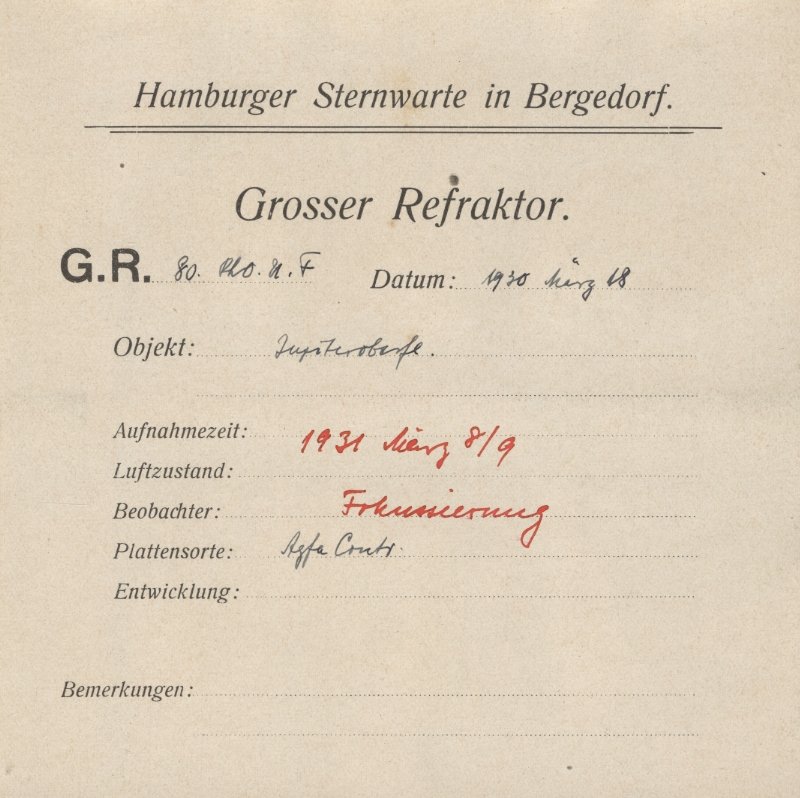 Hamburger Sternwarte in Bergedorf.
Grosser Refraktor.
G.R. 80. Pho. u. F Datum: 1930 März 18
Objekt: Jupiteroberfl.
Aufnahmezeit: 1931 März 8/9
Luftzustand:
Beobachter: Fokussierung
Plattensorte: Agfa Contr.
Entwicklung:
Bemerkungen: